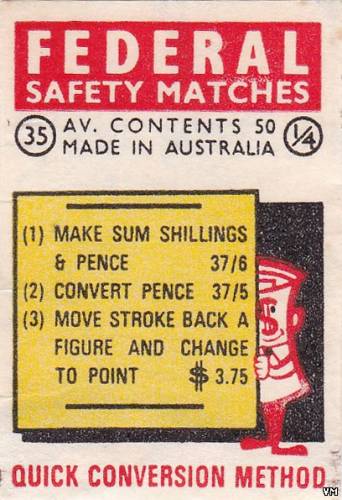 FEDERAL
SAFETY MATCHES
35 AV. CONTENTS 50 1/4
MADE IN AUSTRALIA
(1) MAKE SUM SHILLINGS
& PENCE 37/6
(2) CONVERT PENCE 37/5
(3) MOVE STROKE BACK A
FIGURE AND CHANGE
TO POINT $ 3.75
QUICK CONVERSION METHOD
VM